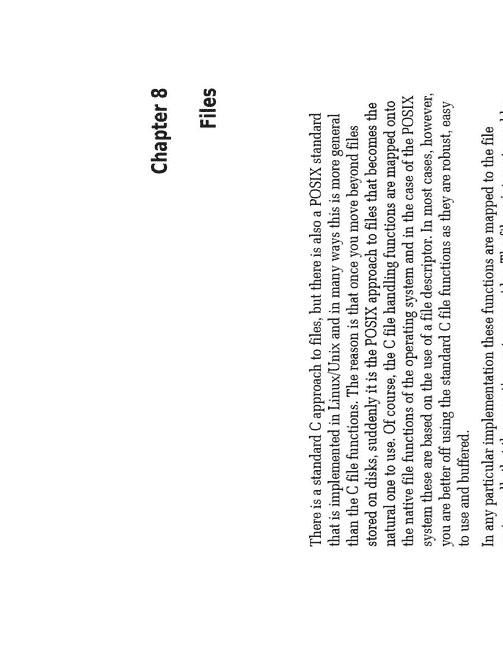 Chapter 8
Files
There is a standard C approach to files, but there is also a POSIX standard
that is implemented in Linux/Unix and in many ways this is more general
than the C file functions. The reason is that once you move beyond files
stored on disks, suddenly it is the POSIX approach to files that becomes the
natural one to use. Of course, the C file handling functions are mapped onto
the native file functions of the operating system and in the case of the POSIX
system these are based on the use of a file descriptor. In most cases, however,
you are better off using the standard C file functions as they are robust, easy
to use and buffered.
In any particular implementation these functions are mapped to the file